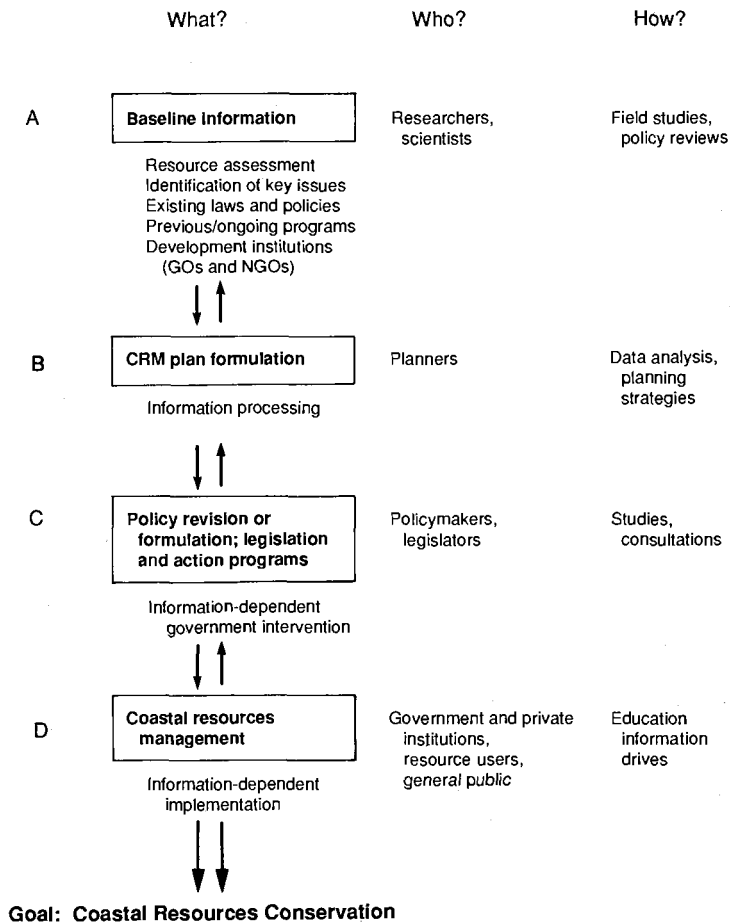 What? Who? How?
A Baseline information Researchers, Field studies,
scientists policy reviews
Resource assessment
Identification of key issues
Existing laws and policies
Previous/ongoing programs
Development institutions
(GOs and NGOs)
B CRM plan formulation Planners Data analysis,
planning
strategies
Information processing
C Policy revision or Policymakers, Studies,
formulation; legislation legislators consultations
and action programs
Information-dependent
government intervention
D Coastal resources Government and private Education
management institutions, information
resource users, drives
general public
Information-dependent
implementation
Goal: Coastal Resources Conservation